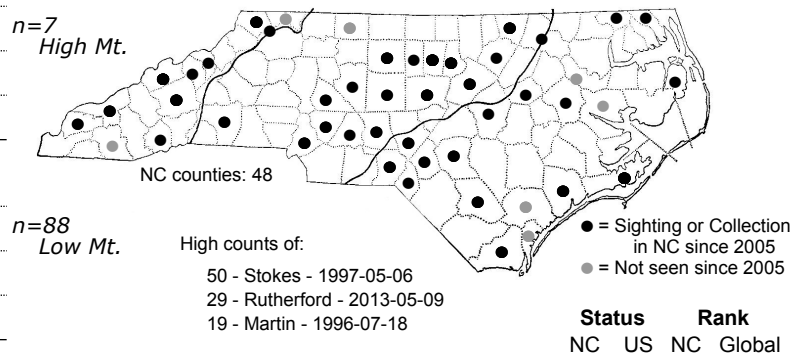 n=7
High Mt.
NC counties: 48
n=88
Low Mt.
High counts of:
50 - Stokes - 1997-05-06
29 - Rutherford - 2013-05-09
19 - Martin - 1996-07-18
= Sighting or Collection
in NC since 2005
= Not seen since 2005
Status Rank
NC US NC Global